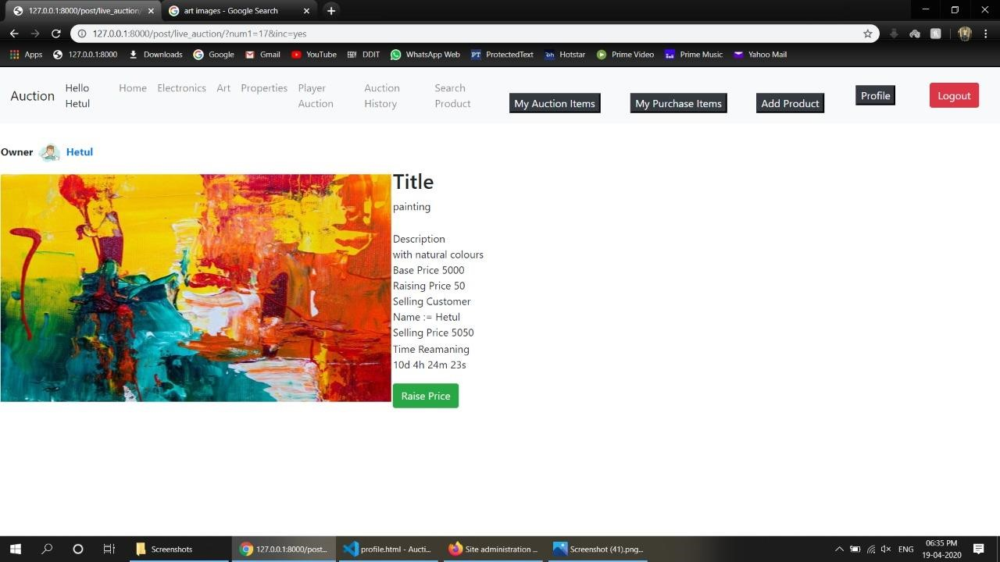 127.0.0.1:8000/post/live_auction/
art images - Google Search
127.0.0.1:8000/post/live_auction/?num1=17&inc=yes
Apps 127.0.0.1:8000 Downloads Google Gmail YouTube DDIT WhatsApp Web ProtectedText Hotstar Prime Video Prime Music Yahoo Mail
Auction
Hello
Hetul
Home
Electronics
Art
Properties
Player
Auction
Auction
History
Search
Product
My Auction Items
My Purchase Items
Add Product
Profile
Logout
Owner Hetul
Title
painting
Description
with natural colours
Base Price 5000
Raising Price 50
Selling Customer
Name := Hetul
Selling Price 5050
Time Reamaning
10d 4h 24m 23s
Raise Price
Screenshots
127.0.0.1:8000/post...
profile.html - Aucti...
Site administration ...
Screenshot (41).png...
ENG
06:35 PM
19-04-2020